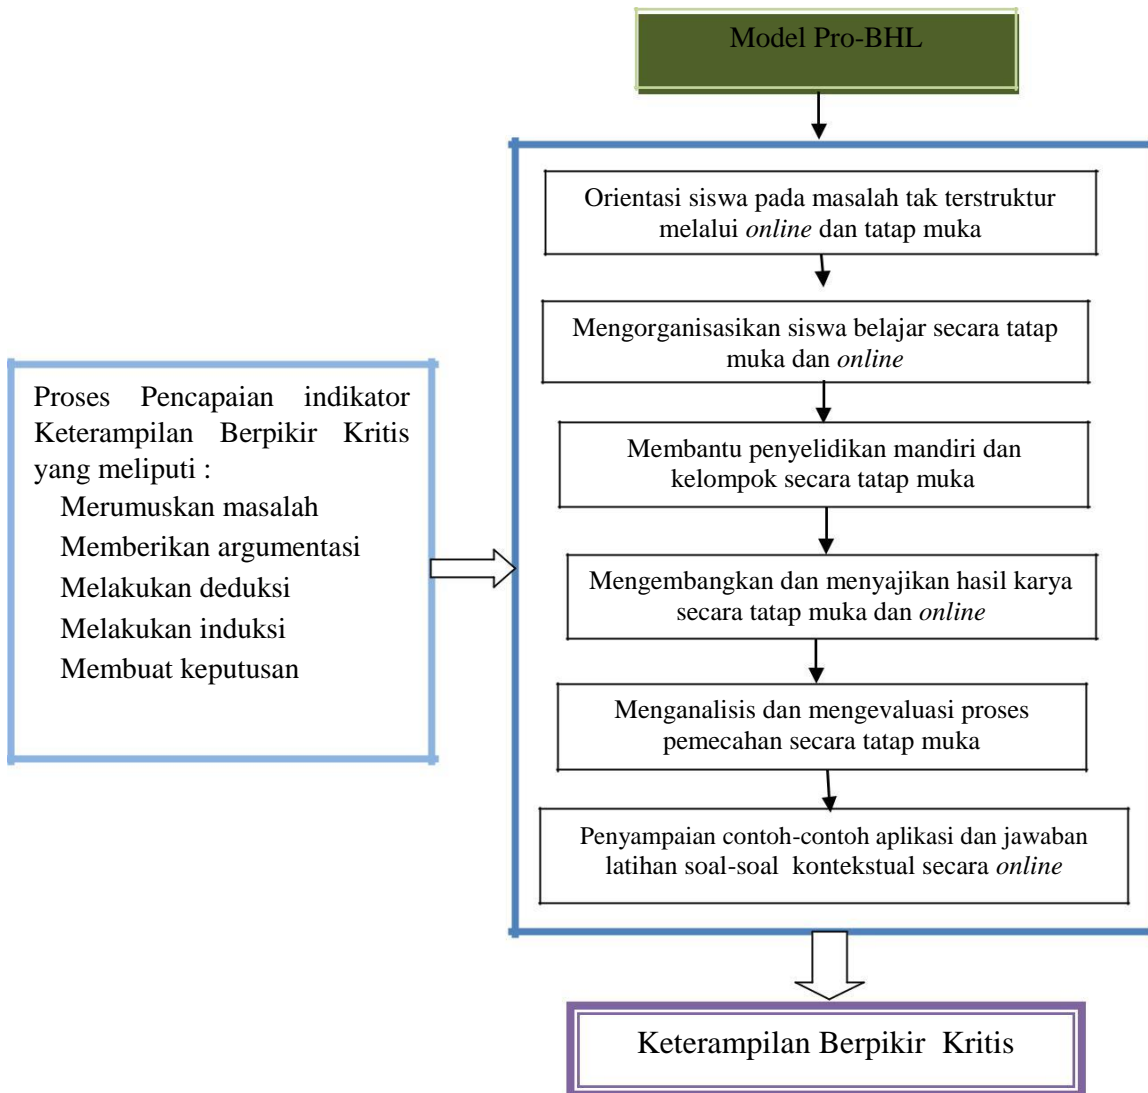 Model Pro-BHL
Orientasi siswa pada masalah tak terstruktur
melalui online dan tatap muka
Mengorganisasikan siswa belajar secara tatap
muka dan online
Proses Pencapaian indikator
Keterampilan Berpikir Kritis
yang meliputi :
Merumuskan masalah
Memberikan argumentasi
Melakukan deduksi
Melakukan induksi
Membuat keputusan
Membantu penyelidikan mandiri dan
kelompok secara tatap muka
Mengembangkan dan menyajikan hasil karya
secara tatap muka dan online
Menganalisis dan mengevaluasi proses
pemecahan secara tatap muka
Penyampaian contoh-contoh aplikasi dan jawaban
latihan soal-soal kontekstual secara online
Keterampilan Berpikir Kritis